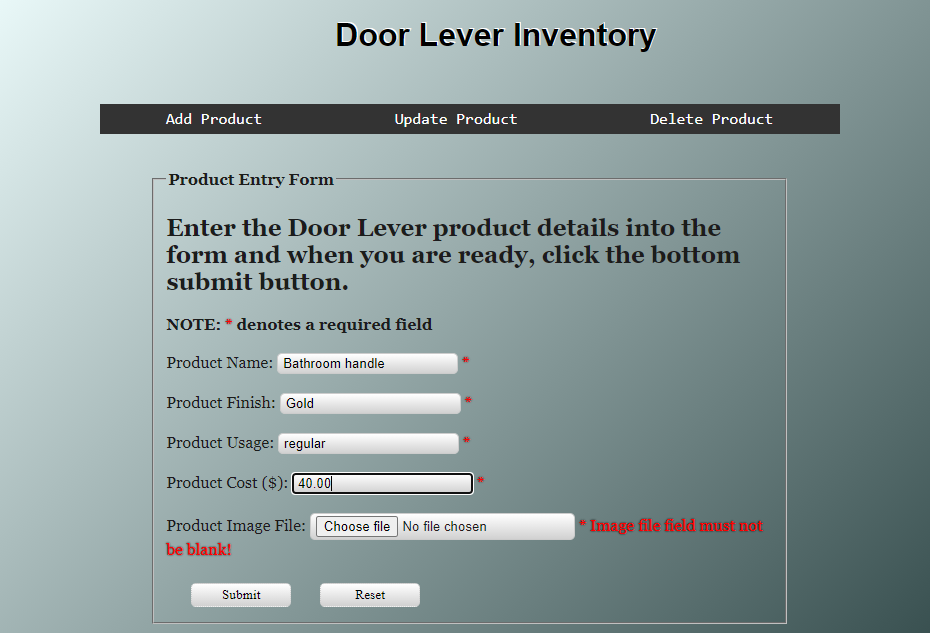 Door Lever Inventory
Add Product Update Product Delete Product
Product Entry Form
Enter the Door Lever product details into the
form and when you are ready, click the bottom
submit button.
NOTE: * denotes a required field
Product Name: Bathroom handle *
Product Finish: Gold *
Product Usage: regular *
Product Cost ($): 40.00 *
Product Image File: Choose file No file chosen * Image file field must not
be blank!
Submit Reset